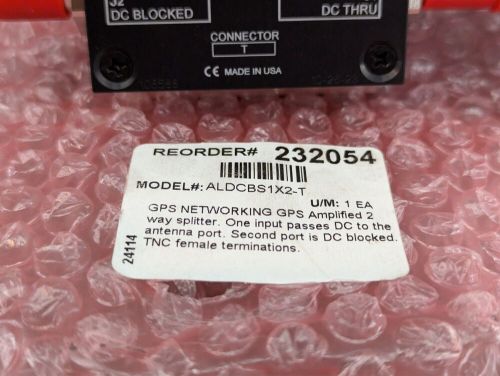 DC BLOCKED
DC THRU
CONNECTOR
T
CE MADE IN USA
REORDER# 232054
MODEL#: ALDCBS1X2-T
U/M: 1 EA
GPS NETWORKING GPS Amplified 2
way splitter. One input passes DC to the
antenna port. Second port is DC blocked.
TNC female terminations.
24114